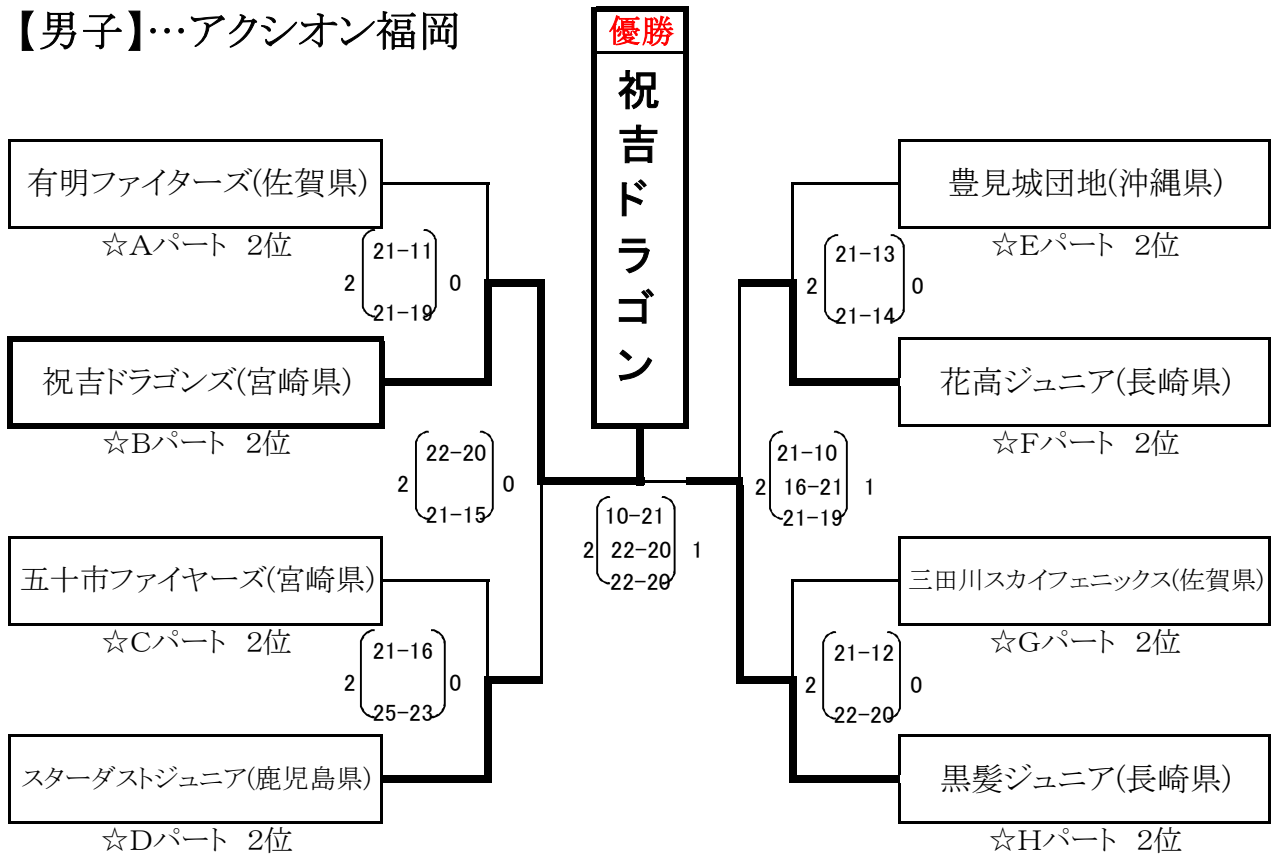 【男子】…アクシオン福岡
優勝
祝吉ドラゴン
有明ファイターズ(佐賀県)
☆Aパート 2位
21-11
2 0
21-19
祝吉ドラゴンズ(宮崎県)
☆Bパート 2位
22-20
2 0
21-15
五十市ファイヤーズ(宮崎県)
☆Cパート 2位
21-16
2 0
25-23
スターダストジュニア(鹿児島県)
☆Dパート 2位
10-21
2 22-20 1
22-20
豊見城団地(沖縄県)
☆Eパート 2位
21-13
2 0
21-14
花高ジュニア(長崎県)
☆Fパート 2位
21-10
2 16-21 1
21-19
三田川スカイフェニックス(佐賀県)
☆Gパート 2位
21-12
2 0
22-20
黒髪ジュニア(長崎県)
☆Hパート 2位